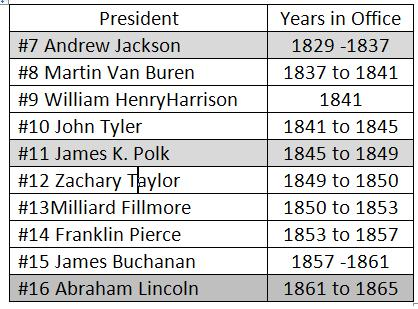 President Years in Office
#7 Andrew Jackson 1829 -1837
#8 Martin Van Buren 1837 to 1841
#9 William HenryHarrison 1841
#10 John Tyler 1841 to 1845
#11 James K. Polk 1845 to 1849
#12 Zachary Taylor 1849 to 1850
#13Milliard Fillmore 1850 to 1853
#14 Franklin Pierce 1853 to 1857
#15 James Buchanan 1857 -1861
#16 Abraham Lincoln 1861 to 1865